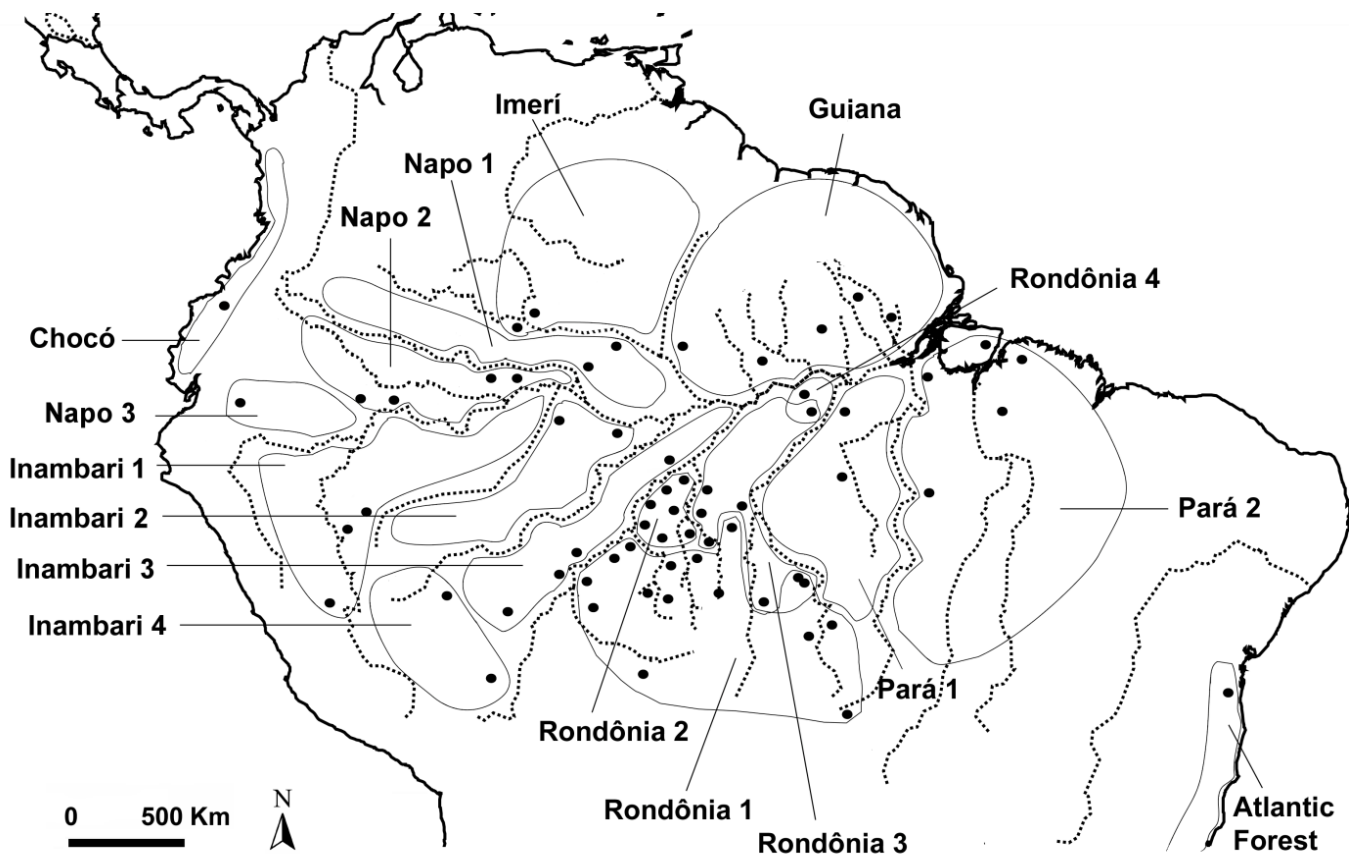 Imerí
Guiana
Napo 1
Napo 2
Rondônia 4
Chocó
Napo 3
Inambari 1
Inambari 2
Pará 2
Inambari 3
Inambari 4
Pará 1
Rondônia 2
Rondônia 1
Rondônia 3
Atlantic
Forest
0 500 Km
N